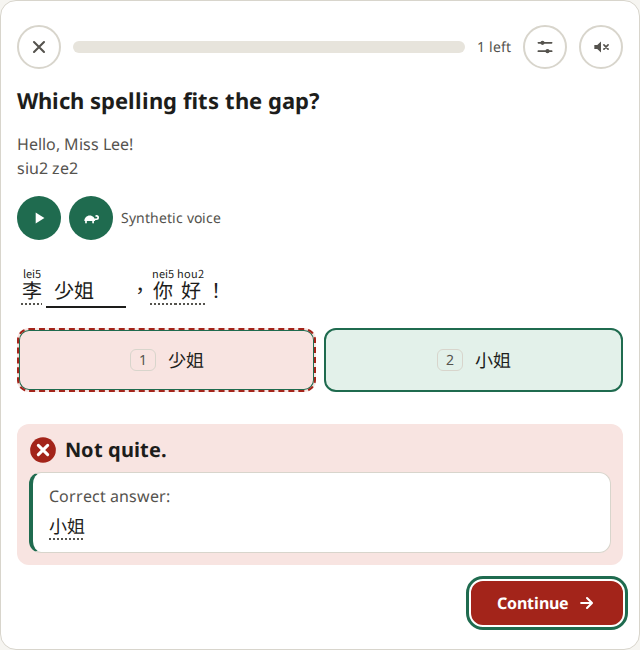 1 left
Which spelling fits the gap?
Hello, Miss Lee!
siu2 ze2
Synthetic voice
lei5 nei5 hou2
李 少姐 ，你好！
1 少姐
2 小姐
Not quite.
Correct answer:
小姐
Continue